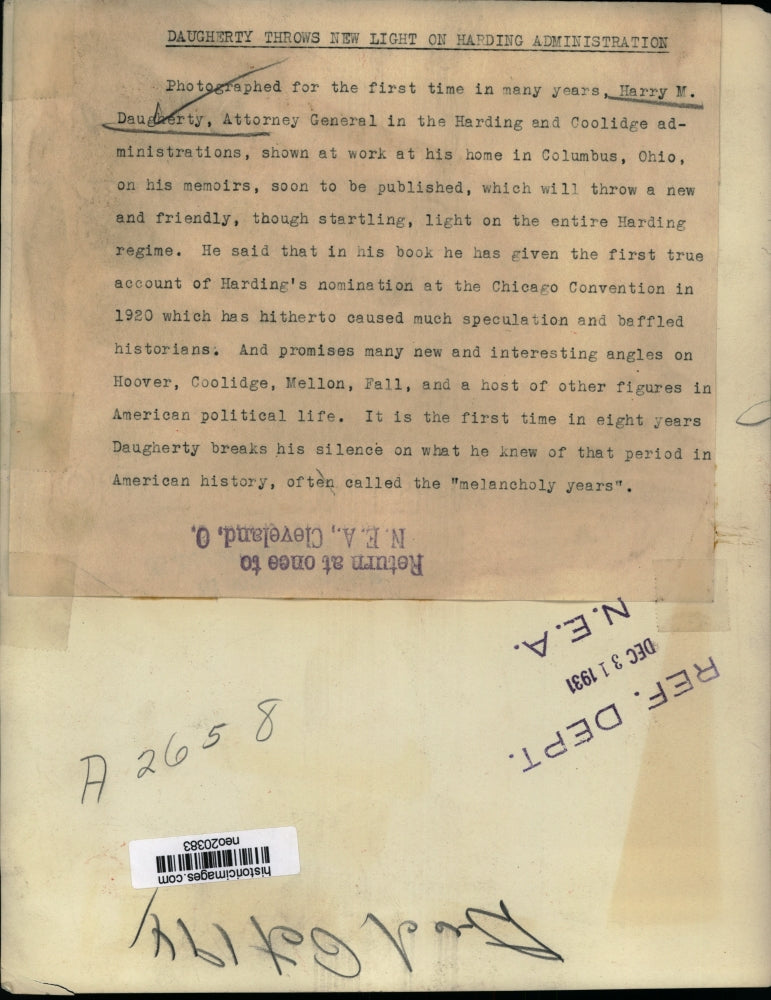 DAUGHERTY THROWS NEW LIGHT ON HARDING ADMINISTRATION
Photographed for the first time in many years, Harry M.
Daugherty, Attorney General in the Harding and Coolidge ad-
ministrations, shown at work at his home in Columbus, Ohio,
on his memoirs, soon to be published, which will throw a new
and friendly, though startling, light on the entire Harding
regime. He said that in his book he has given the first true
account of Harding's nomination at the Chicago Convention in
1920 which has hitherto caused much speculation and baffled
historians. And promises many new and interesting angles on
Hoover, Coolidge, Mellon, Fall, and a host of other figures in
American political life. It is the first time in eight years
Daugherty breaks his silence on what he knew of that period in
American history, often called the "melancholy years".
Return at once to
N.E.A., Cleveland, O.
REF. DEPT.
DEC 31 1931
N.E.A.
A 2658
historicimages.com
neo20383